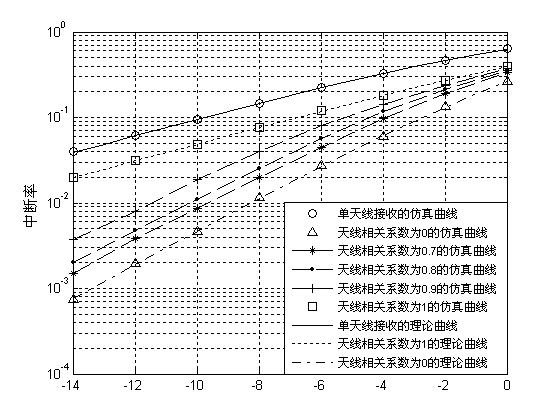 10^0
10^-1
10^-2
10^-3
10^-4
中断率
-14 -12 -10 -8 -6 -4 -2 0
单天线接收的仿真曲线
天线相关系数为0的仿真曲线
天线相关系数为0.7的仿真曲线
天线相关系数为0.8的仿真曲线
天线相关系数为0.9的仿真曲线
天线相关系数为1的仿真曲线
单天线接收的理论曲线
天线相关系数为1的理论曲线
天线相关系数为0的理论曲线